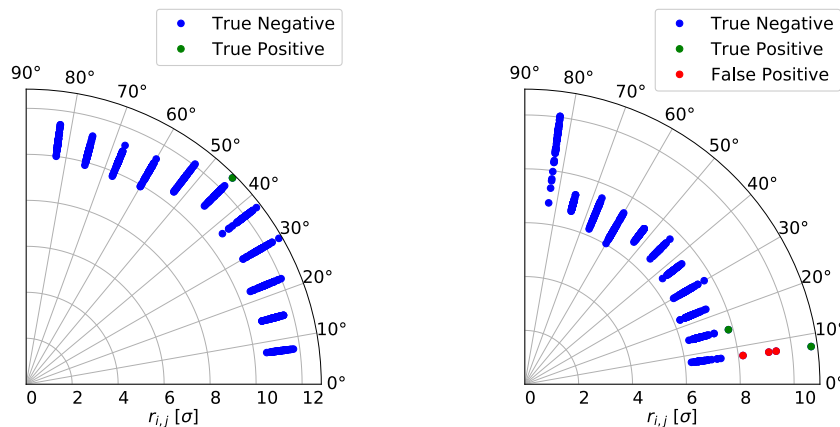 True Negative
True Positive
90°
80°
70°
60°
50°
40°
30°
20°
10°
0°
0 2 4 6 8 10 12
r_{i,j} [σ]
True Negative
True Positive
False Positive
90°
80°
70°
60°
50°
40°
30°
20°
10°
0°
0 2 4 6 8 10
r_{i,j} [σ]